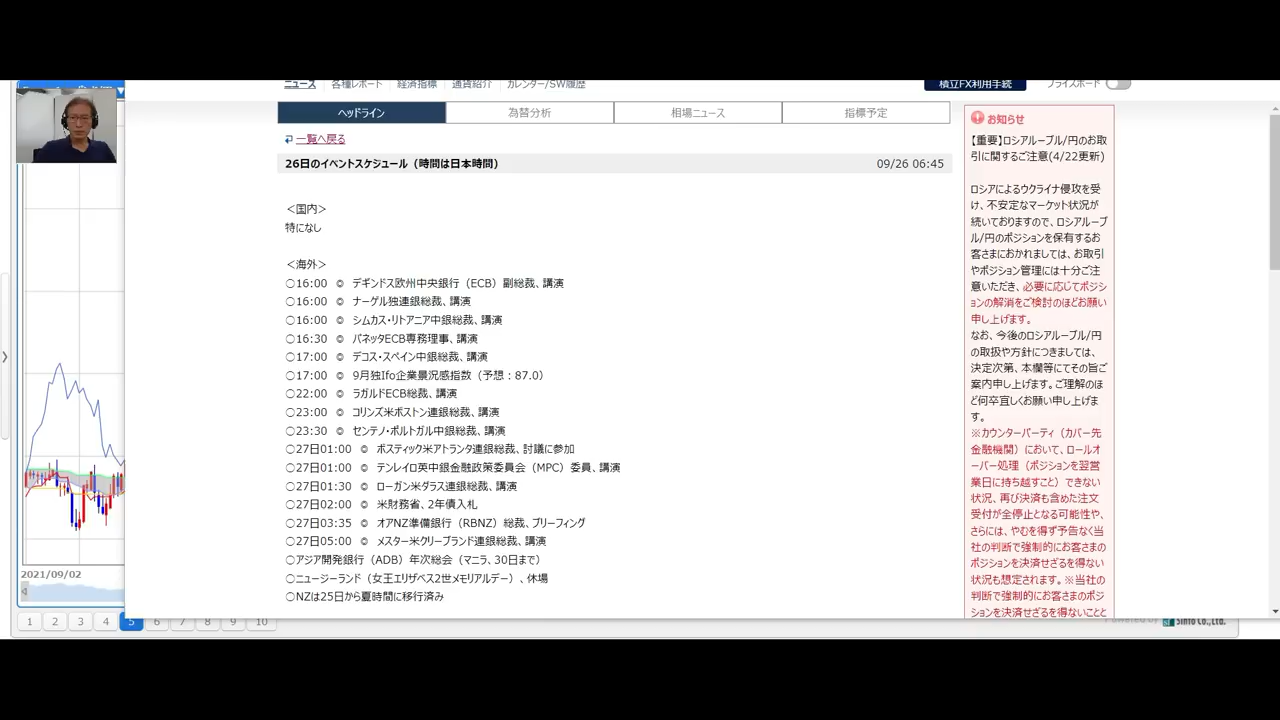 ニュース 各種レポート 経済指標 通貨紹介 カレンダー/SW履歴
積立FX利用手続 プライスボード
ヘッドライン 為替分析 相場ニュース 指標予定
一覧へ戻る
26日のイベントスケジュール（時間は日本時間） 09/26 06:45
＜国内＞
特になし
＜海外＞
○16:00 ◎ デギンドス欧州中央銀行（ECB）副総裁、講演
○16:00 ◎ ナーゲル独連銀総裁、講演
○16:00 ◎ シムカス・リトアニア中銀総裁、講演
○16:30 ◎ パネッタECB専務理事、講演
○17:00 ◎ デコス・スペイン中銀総裁、講演
○17:00 ◎ 9月独Ifo企業景況感指数（予想：87.0）
○22:00 ◎ ラガルドECB総裁、講演
○23:00 ◎ コリンズ米ボストン連銀総裁、講演
○23:30 ◎ センテノ・ポルトガル中銀総裁、講演
○27日01:00 ◎ ボスティック米アトランタ連銀総裁、討議に参加
○27日01:00 ◎ テンレイロ英中銀金融政策委員会（MPC）委員、講演
○27日01:30 ◎ ローガン米ダラス連銀総裁、講演
○27日02:00 ◎ 米財務省、2年債入札
○27日03:35 ◎ オアNZ準備銀行（RBNZ）総裁、ブリーフィング
○27日05:00 ◎ メスター米クリーブランド連銀総裁、講演
○アジア開発銀行（ADB）年次総会（マニラ、30日まで）
○ニュージーランド（女王エリザベス2世メモリアルデー）、休場
○NZは25日から夏時間に移行済み
お知らせ
【重要】ロシアルーブル/円のお取
引に関するご注意(4/22更新)
ロシアによるウクライナ侵攻を受
け、不安定なマーケット状況が
続いておりますので、ロシアルーブ
ル/円のポジションを保有するお
客さまにおかれましては、お取引
やポジション管理には十分ご注
意いただき、必要に応じてポジシ
ョンの解消をご検討のほどお願い
申し上げます。
なお、今後のロシアルーブル/円
の取扱や方針につきましては、
決定次第、本欄等にてその旨ご
案内申し上げます。ご理解のほ
ど何卒宜しくお願い申し上げま
す。
※カウンターパーティ（カバー先
金融機関）において、ロールオ
ーバー処理（ポジションを翌営
業日に持ち越すこと）できない
状況、再び決済も含めた注文
受付が全停止となる可能性や、
さらには、やむを得ず予告なく当
社の判断で強制的にお客さまの
ポジションを決済せざるを得ない
状況も想定されます。※当社の
判断で強制的にお客さまのポジ
ションを決済せざるを得ないことと
2021/09/02
1 2 3 4 5 6 7 8 9 10
Powered by Sinfo Co.,Ltd.